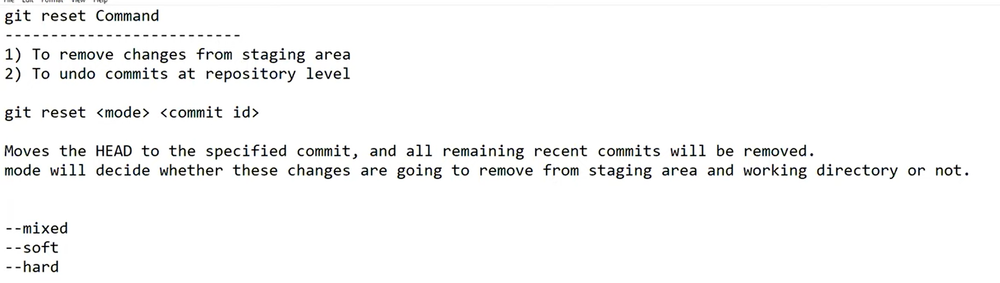 File Edit Format View Help
git reset Command
--------------------------
1) To remove changes from staging area
2) To undo commits at repository level
git reset <mode> <commit id>
Moves the HEAD to the specified commit, and all remaining recent commits will be removed.
mode will decide whether these changes are going to remove from staging area and working directory or not.
--mixed
--soft
--hard